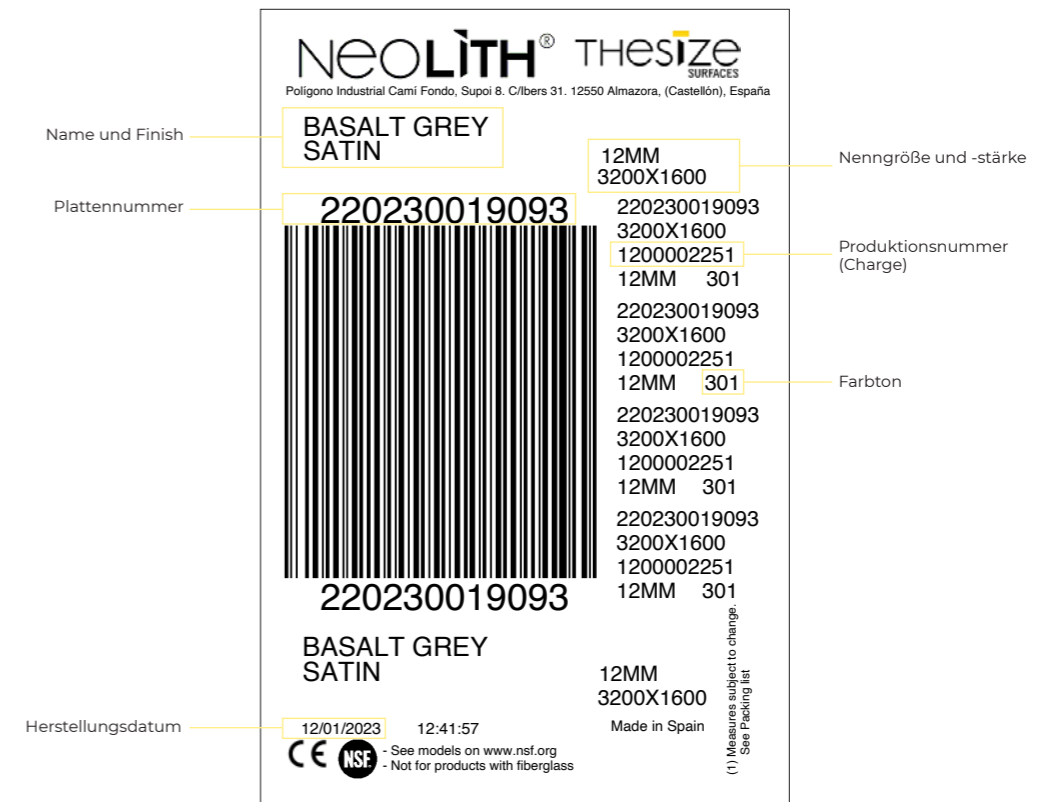 NEOLITH® THESIZE
SURFACES
Polígono Industrial Camí Fondo, Supoi 8. C/Ibers 31. 12550 Almazora, (Castellón), España
Name und Finish
BASALT GREY
SATIN
12MM
3200X1600
Nenngröße und -stärke
Plattennummer
220230019093
220230019093
3200X1600
1200002251
12MM 301
Produktionsnummer
(Charge)
220230019093
3200X1600
1200002251
12MM 301
Farbton
220230019093
3200X1600
1200002251
12MM 301
220230019093
3200X1600
1200002251
12MM 301
220230019093
BASALT GREY
SATIN
12MM
3200X1600
(1) Measures subject to change.
See Packing list
Herstellungsdatum
12/01/2023 12:41:57
Made in Spain
CE NSF.
- See models on www.nsf.org
- Not for products with fiberglass